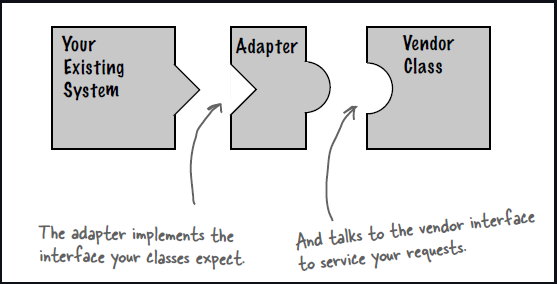 Your
Existing
System
Adapter
Vendor
Class
The adapter implements the
interface your classes expect.
And talks to the vendor interface
to service your requests.